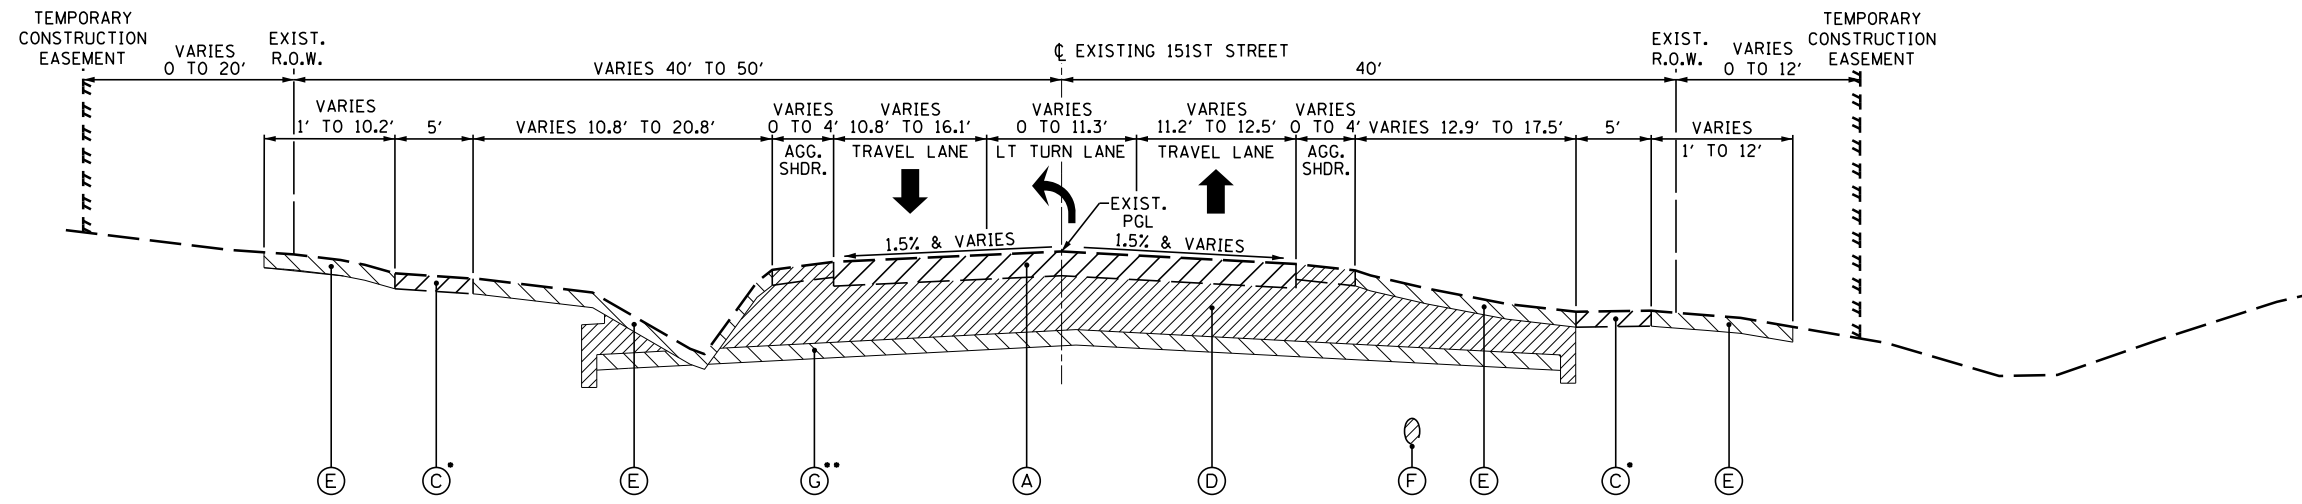 TEMPORARY
CONSTRUCTION
EASEMENT
VARIES
0 TO 20'
EXIST.
R.O.W.
VARIES 40' TO 50'
℄ EXISTING 151ST STREET
40'
EXIST.
R.O.W.
VARIES
0 TO 12'
TEMPORARY
CONSTRUCTION
EASEMENT
VARIES
1' TO 10.2'
5'
VARIES 10.8' TO 20.8'
VARIES
0 TO 4'
AGG.
SHDR.
VARIES
10.8' TO 16.1'
TRAVEL LANE
VARIES
0 TO 11.3'
LT TURN LANE
VARIES
11.2' TO 12.5'
TRAVEL LANE
VARIES
0 TO 4'
AGG.
SHDR.
VARIES 12.9' TO 17.5'
5'
VARIES
1' TO 12'
EXIST.
PGL
1.5% & VARIES
1.5% & VARIES
E
C•
E
G••
A
D
F
E
C•
E